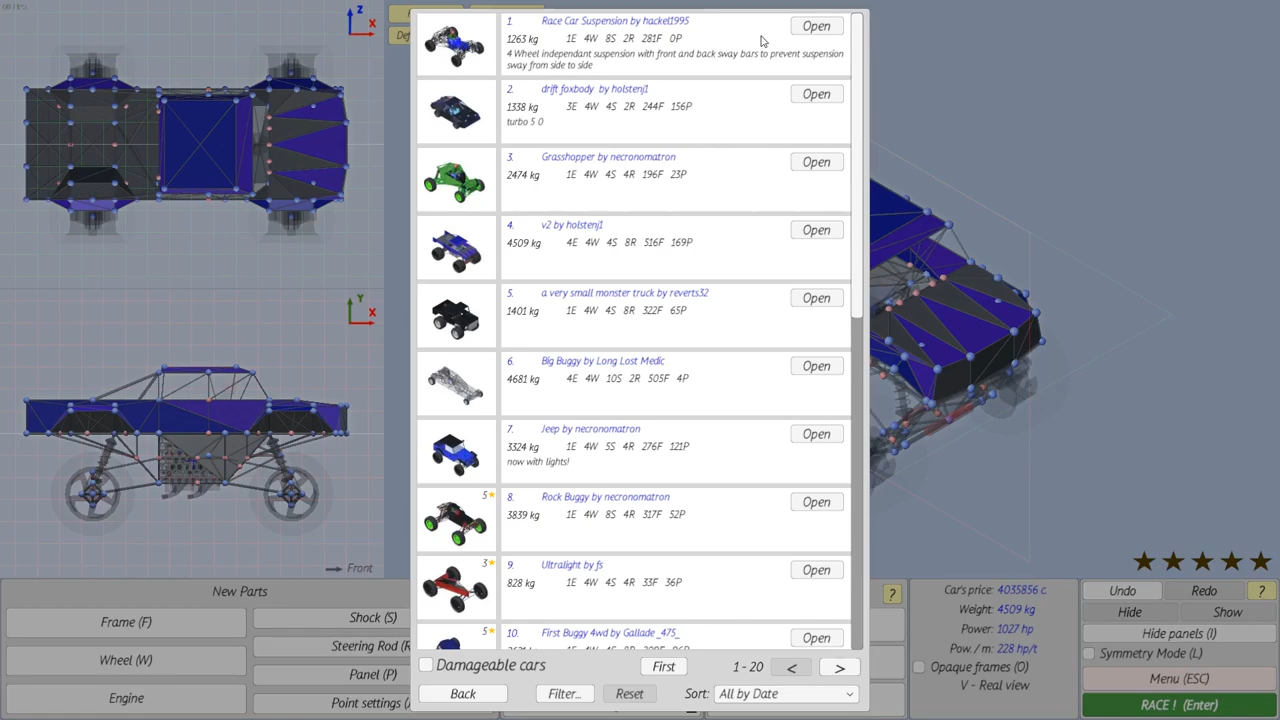 Z
X
Y
X
Front
Def
1. Race Car Suspension by hackel1995
1263 kg 1E 4W 8S 2R 281F 0P
4 Wheel independant suspension with front and back sway bars to prevent suspension
sway from side to side
Open
2. drift foxbody by holstenj1
1338 kg 3E 4W 4S 2R 244F 156P
turbo 5 0
Open
3. Grasshopper by necronomatron
2474 kg 1E 4W 4S 4R 196F 23P
Open
4. v2 by holstenj1
4509 kg 4E 4W 4S 8R 516F 169P
Open
5. a very small monster truck by reverts32
1401 kg 1E 4W 4S 8R 322F 65P
Open
6. Big Buggy by Long Lost Medic
4681 kg 4E 4W 10S 2R 505F 4P
Open
7. Jeep by necronomatron
3324 kg 1E 4W 5S 4R 276F 121P
now with lights!
Open
5★ 8. Rock Buggy by necronomatron
3839 kg 1E 4W 8S 4R 317F 52P
Open
3★ 9. Ultralight by fs
828 kg 1E 4W 4S 4R 33F 36P
Open
5★ 10. First Buggy 4wd by Gallade_475_
Open
Damageable cars First 1 - 20 < >
Back Filter... Reset Sort: All by Date
New Parts
Frame (F)
Wheel (W)
Engine
Shock (S)
Steering Rod (R
Panel (P)
Point settings (
?
Car's price: 4035856 c.
Weight: 4509 kg
Power: 1027 hp
Pow. / m: 228 hp/t
Opaque frames (O)
V - Real view
Undo Redo ?
Hide Show
Hide panels (I)
Symmetry Mode (L)
Menu (ESC)
RACE ! (Enter)